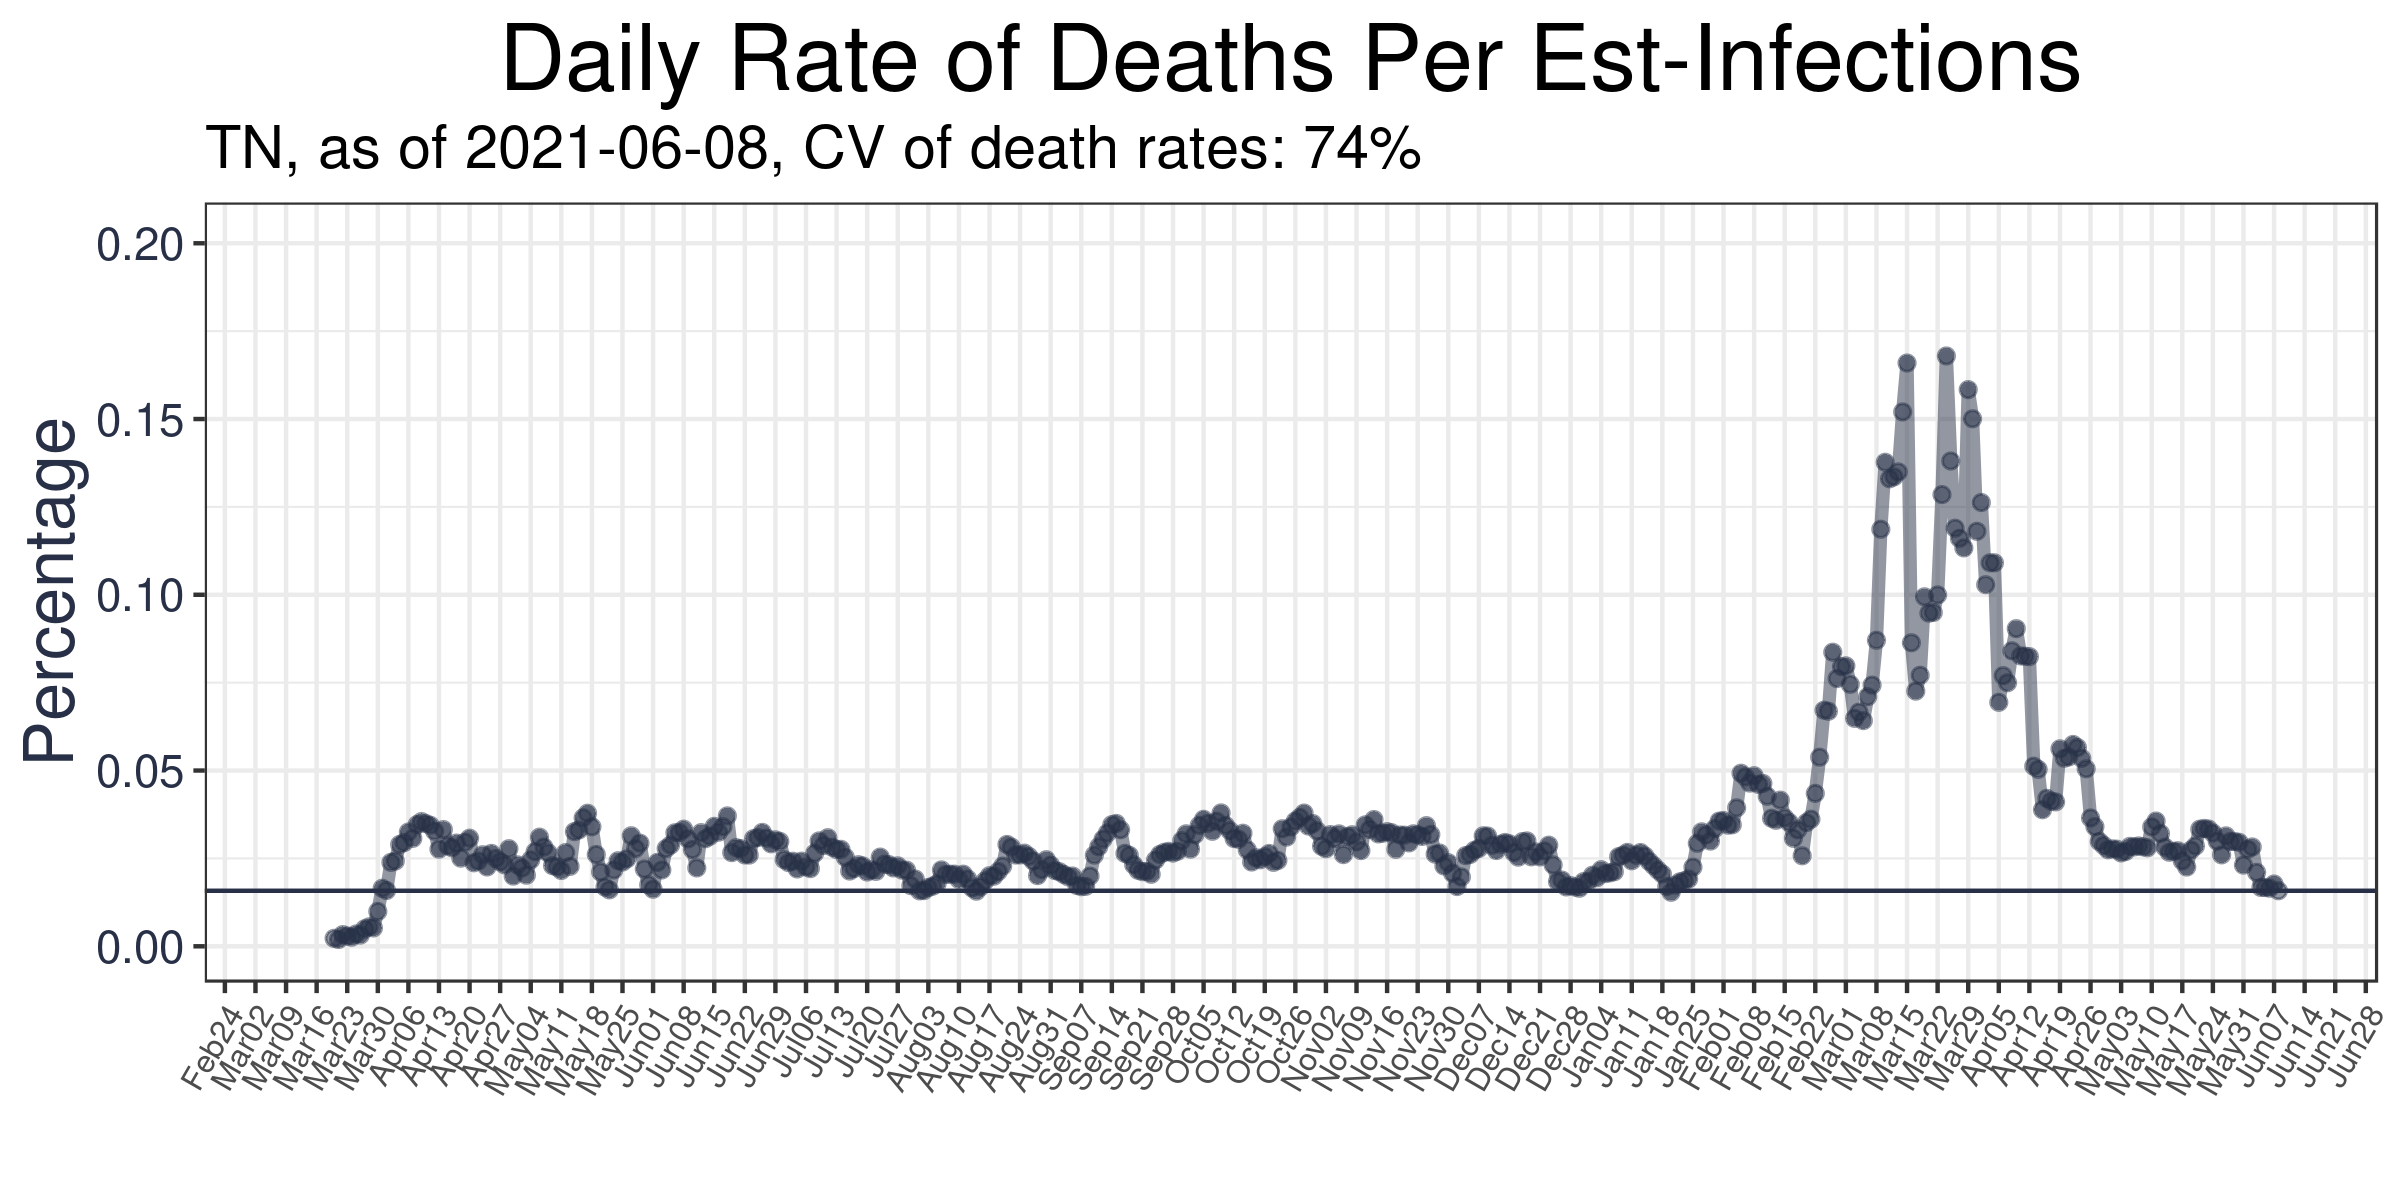 Daily Rate of Deaths Per Est-Infections
TN, as of 2021-06-08, CV of death rates: 74%
Percentage
0.20
0.15
0.10
0.05
0.00
Feb24
Mar02
Mar09
Mar16
Mar23
Mar30
Apr06
Apr13
Apr20
Apr27
May04
May11
May18
May25
Jun01
Jun08
Jun15
Jun22
Jun29
Jul06
Jul13
Jul20
Jul27
Aug03
Aug10
Aug17
Aug24
Aug31
Sep07
Sep14
Sep21
Sep28
Oct05
Oct12
Oct19
Oct26
Nov02
Nov09
Nov16
Nov23
Nov30
Dec07
Dec14
Dec21
Dec28
Jan04
Jan11
Jan18
Jan25
Feb01
Feb08
Feb15
Feb22
Mar01
Mar08
Mar15
Mar22
Mar29
Apr05
Apr12
Apr19
Apr26
May03
May10
May17
May24
May31
Jun07
Jun14
Jun21
Jun28